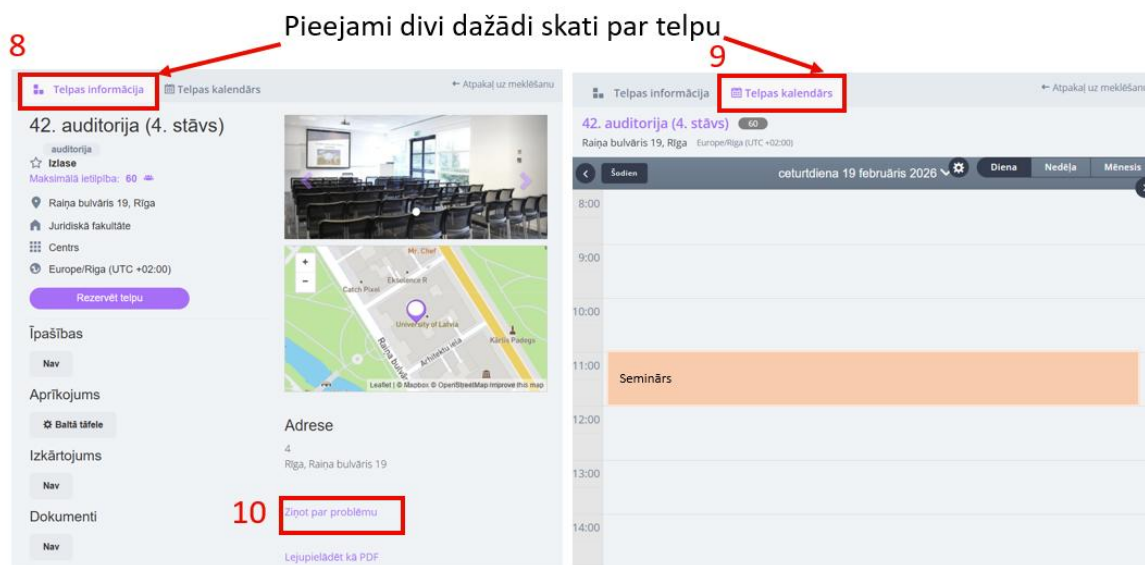 Pieejami divi dažādi skati par telpu
8
9
Telpas informācija Telpas kalendārs ← Atpakaļ uz meklēšanu
42. auditorija (4. stāvs)
auditorija
Izlase
Maksimālā ietilpība: 60
Raiņa bulvāris 19, Rīga
Juridiskā fakultāte
Centrs
Europe/Riga (UTC +02:00)
Rezervēt telpu
Īpašības
Nav
Aprīkojums
Baltā tāfele
Izkārtojums
Nav
Dokumenti
Nav
+
−
Mr. Chef
Ekselence R
Catch Pixel
University of Latvia
Kārlis Padegs
Raiņa bulvāris
Arhitektu iela
Leaflet | © Mapbox © OpenStreetMap Improve this map
Adrese
4
Rīga, Raiņa bulvāris 19
10
Ziņot par problēmu
Lejupielādēt kā PDF
Telpas informācija Telpas kalendārs ← Atpakaļ uz meklēšanu
42. auditorija (4. stāvs) 60
Raiņa bulvāris 19, Rīga Europe/Riga (UTC +02:00)
Šodien ceturtdiena 19 februāris 2026 Diena Nedēļa Mēnesis
8:00
9:00
10:00
11:00
Seminārs
12:00
13:00
14:00